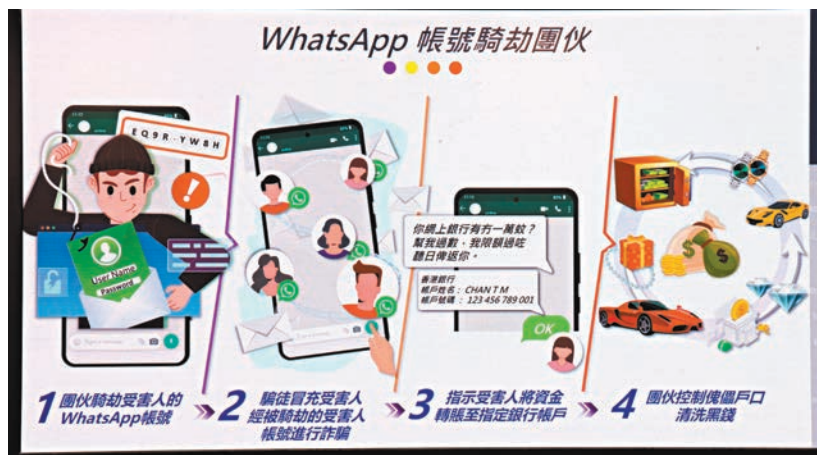 WhatsApp 帳號騎劫團伙
EQ9R-YW8H
User Name
Password
你網上銀行有冇一萬蚊？
幫我過數，我限額過咗
聽日俾返你。
香港銀行
帳戶姓名： CHAN T M
帳戶號碼： 123 456 789 001
OK
1 團伙騎劫受害人的
WhatsApp帳號
2 騙徒冒充受害人
經被騎劫的受害人
帳號進行詐騙
3 指示受害人將資金
轉賬至指定銀行帳戶
4 團伙控制傀儡戶口
清洗黑錢